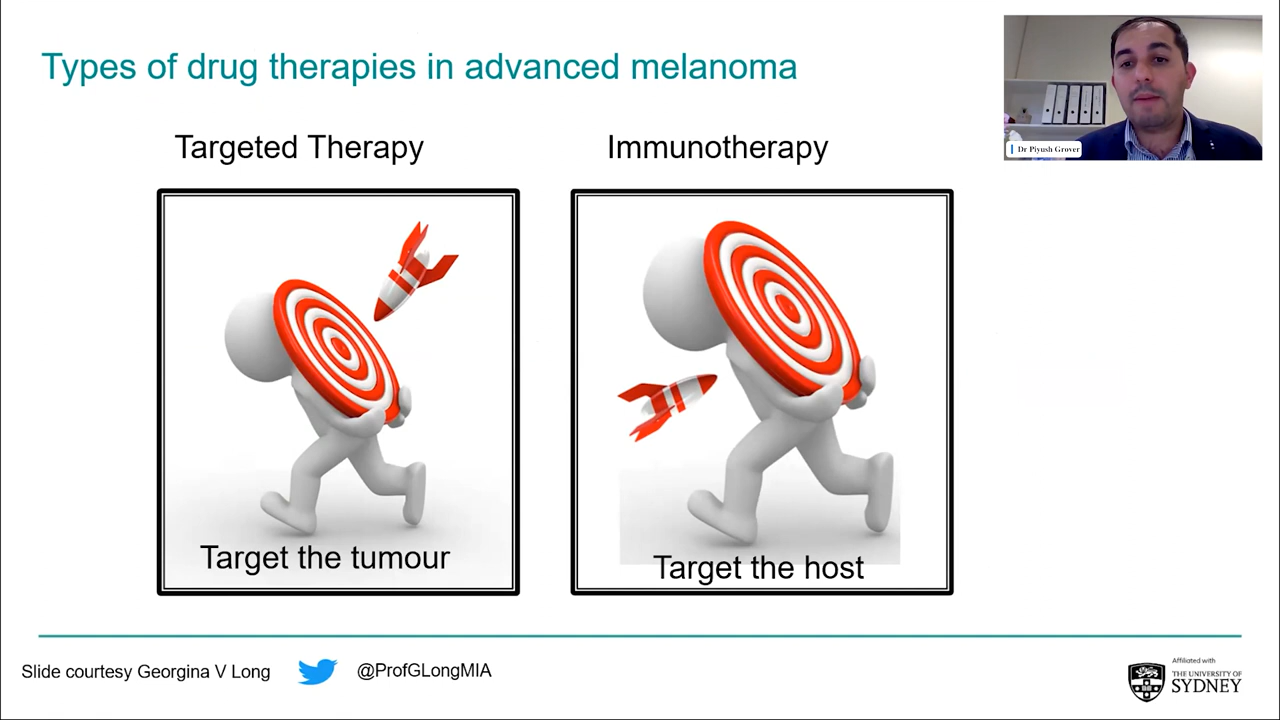 Types of drug therapies in advanced melanoma
Dr Piyush Grover
Targeted Therapy
Immunotherapy
Target the tumour
Target the host
Slide courtesy Georgina V Long
@ProfGLongMIA
Affiliated with
THE UNIVERSITY OF
SYDNEY